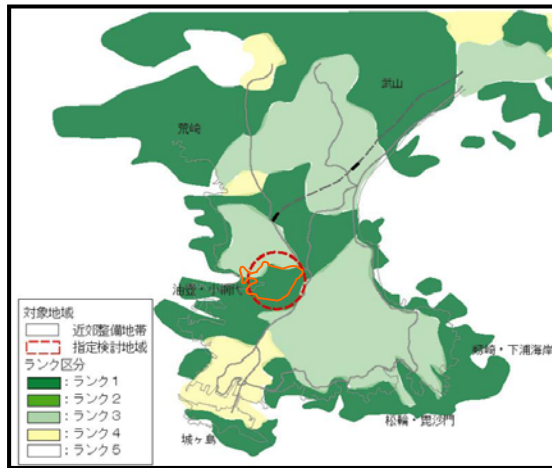 武山
荒崎
油壺・小網代
対象地域
近郊整備地帯
指定検討地域
ランク区分
：ランク１
：ランク２
：ランク３
：ランク４
：ランク５
剱崎・下浦海岸
松輪・毘沙門
城ヶ島